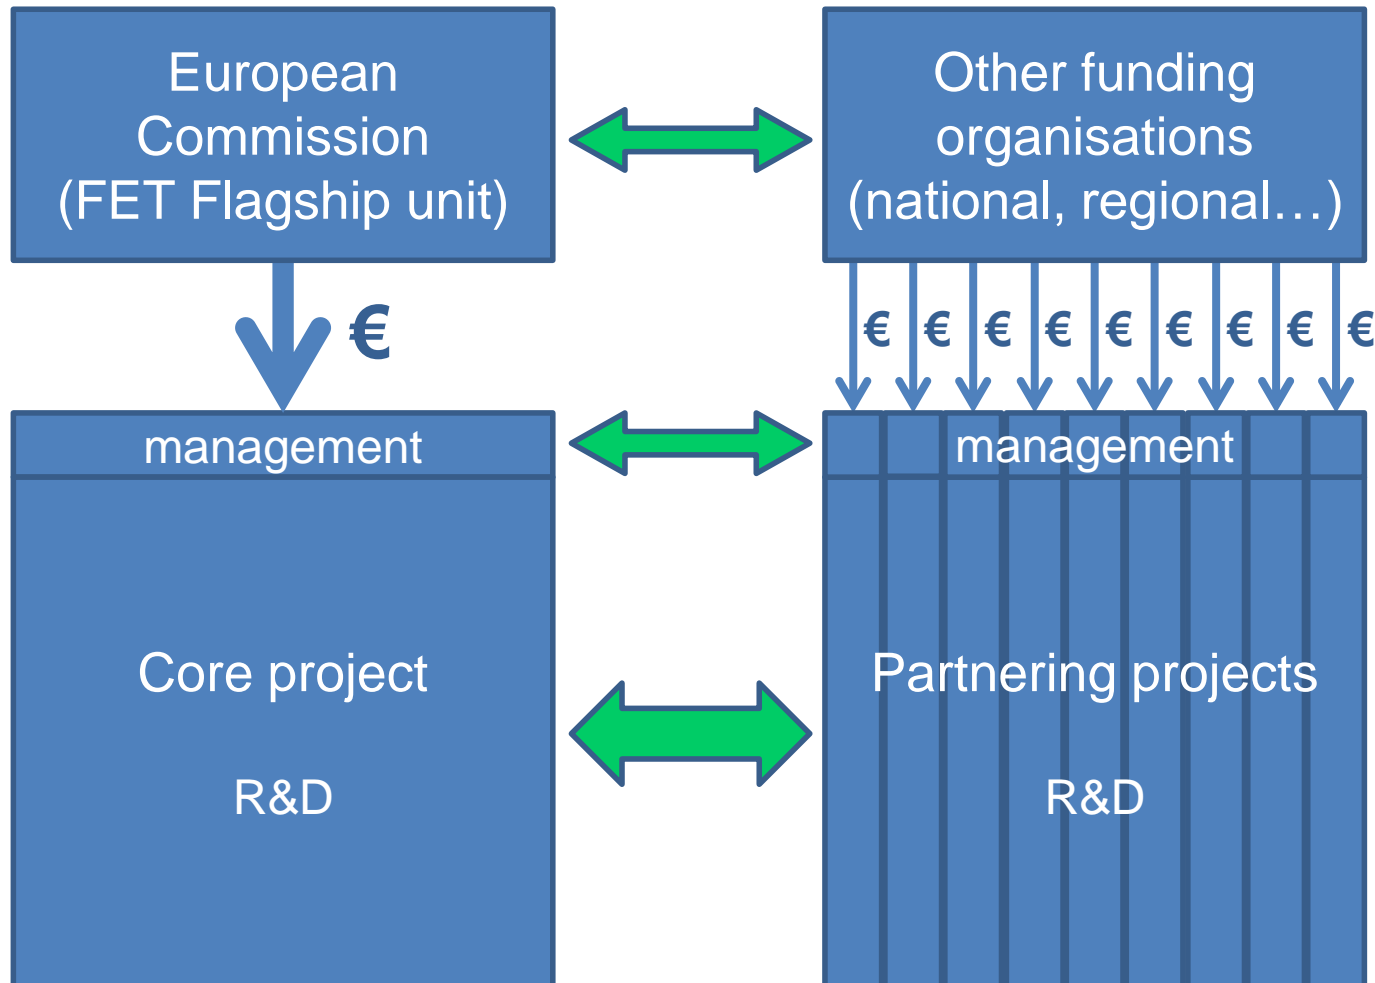 European
Commission
(FET Flagship unit)
Other funding
organisations
(national, regional…)
€
€ € € € € € € € €
management
management
Core project
R&D
Partnering projects
R&D